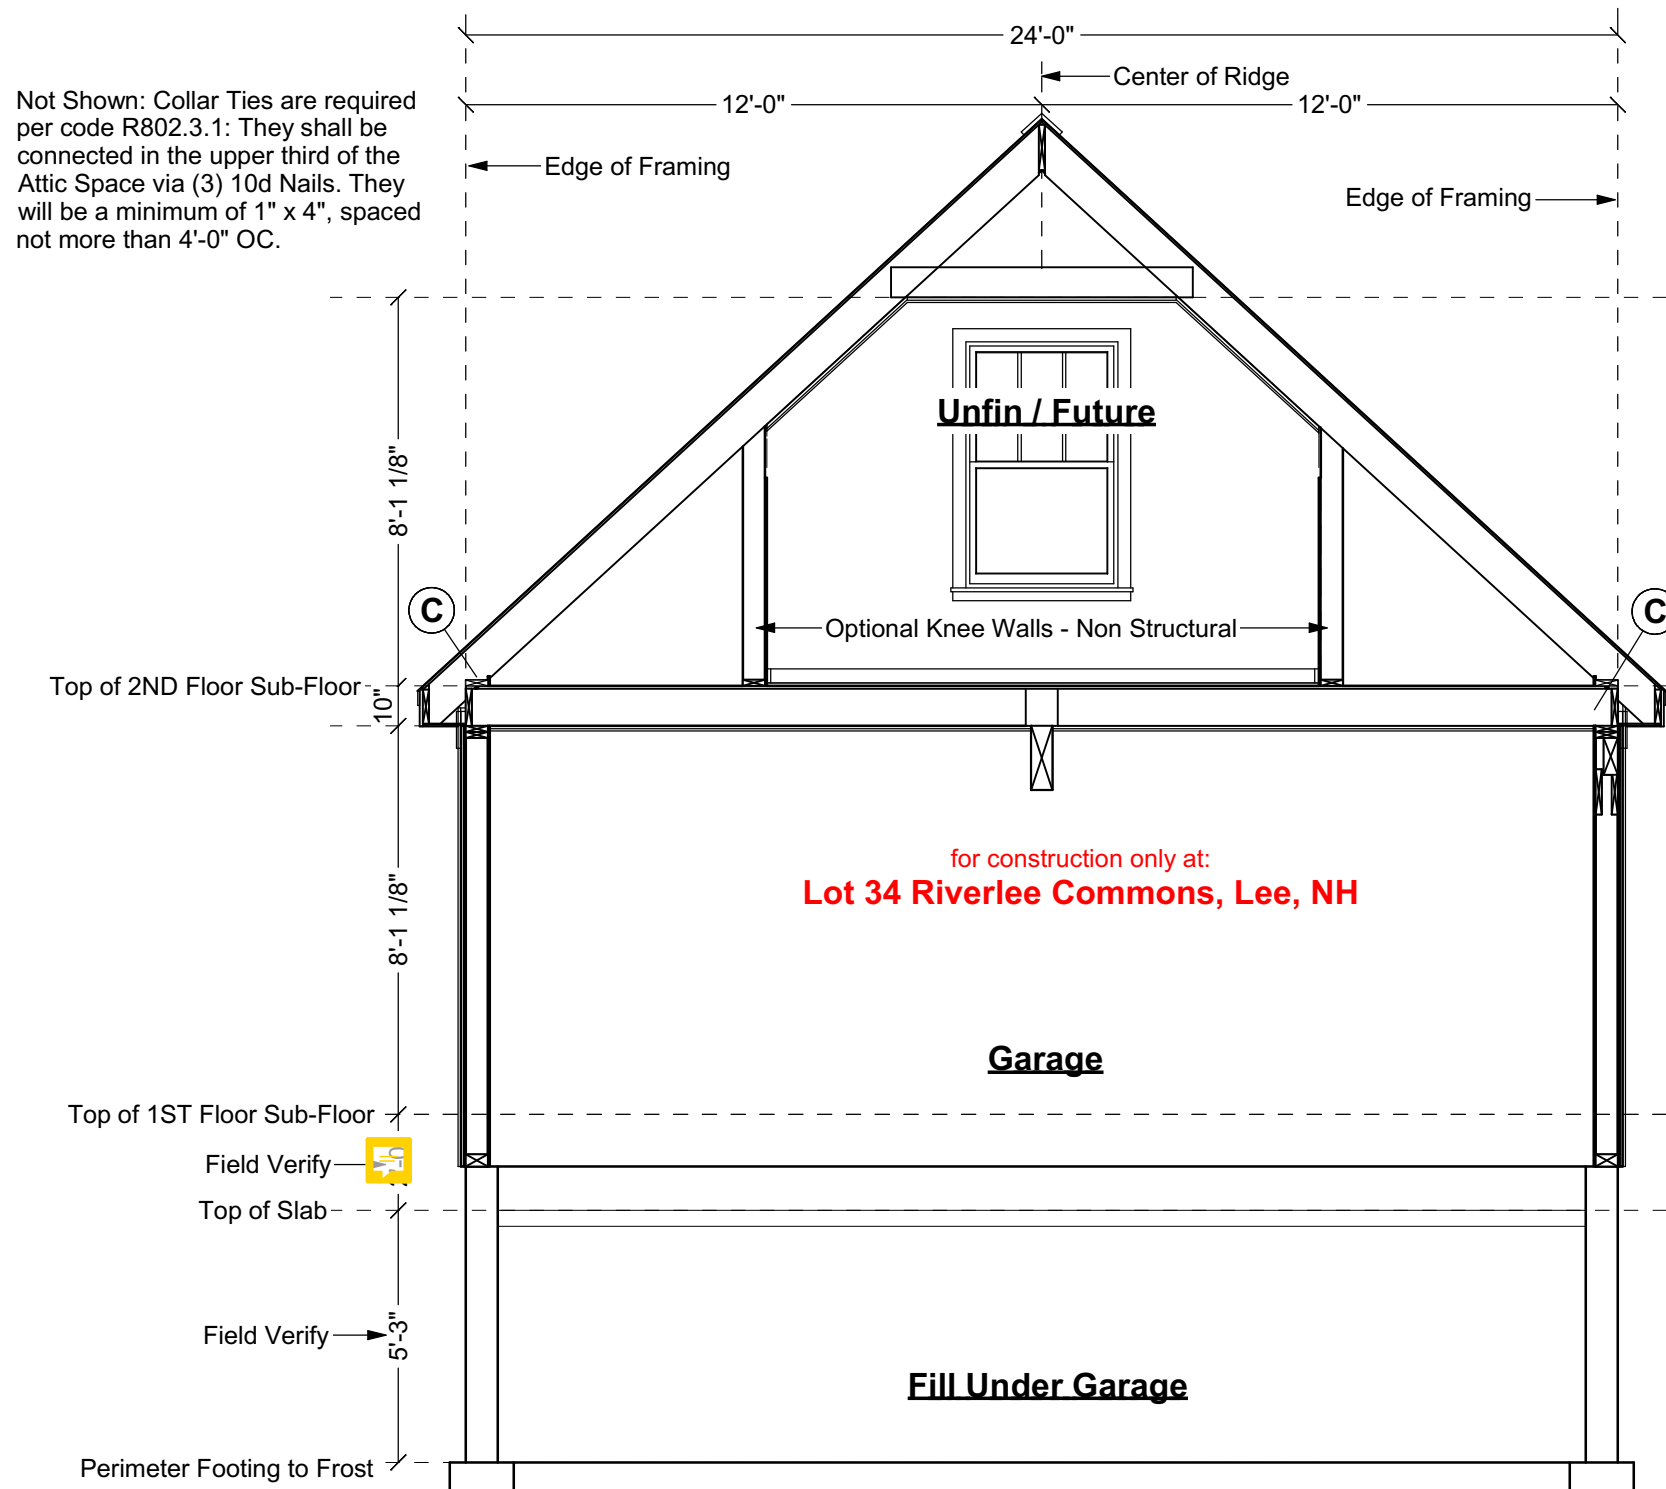 24'-0"
Center of Ridge
12'-0"
12'-0"
Not Shown: Collar Ties are required
per code R802.3.1: They shall be
connected in the upper third of the
Attic Space via (3) 10d Nails. They
will be a minimum of 1" x 4", spaced
not more than 4'-0" OC.
Edge of Framing
Edge of Framing
Unfin / Future
8'-1 1/8"
C
C
Optional Knee Walls - Non Structural
Top of 2ND Floor Sub-Floor
10"
for construction only at:
Lot 34 Riverlee Commons, Lee, NH
8'-1 1/8"
Garage
Top of 1ST Floor Sub-Floor
Field Verify
Top of Slab
Field Verify
5'-3"
Fill Under Garage
Perimeter Footing to Frost